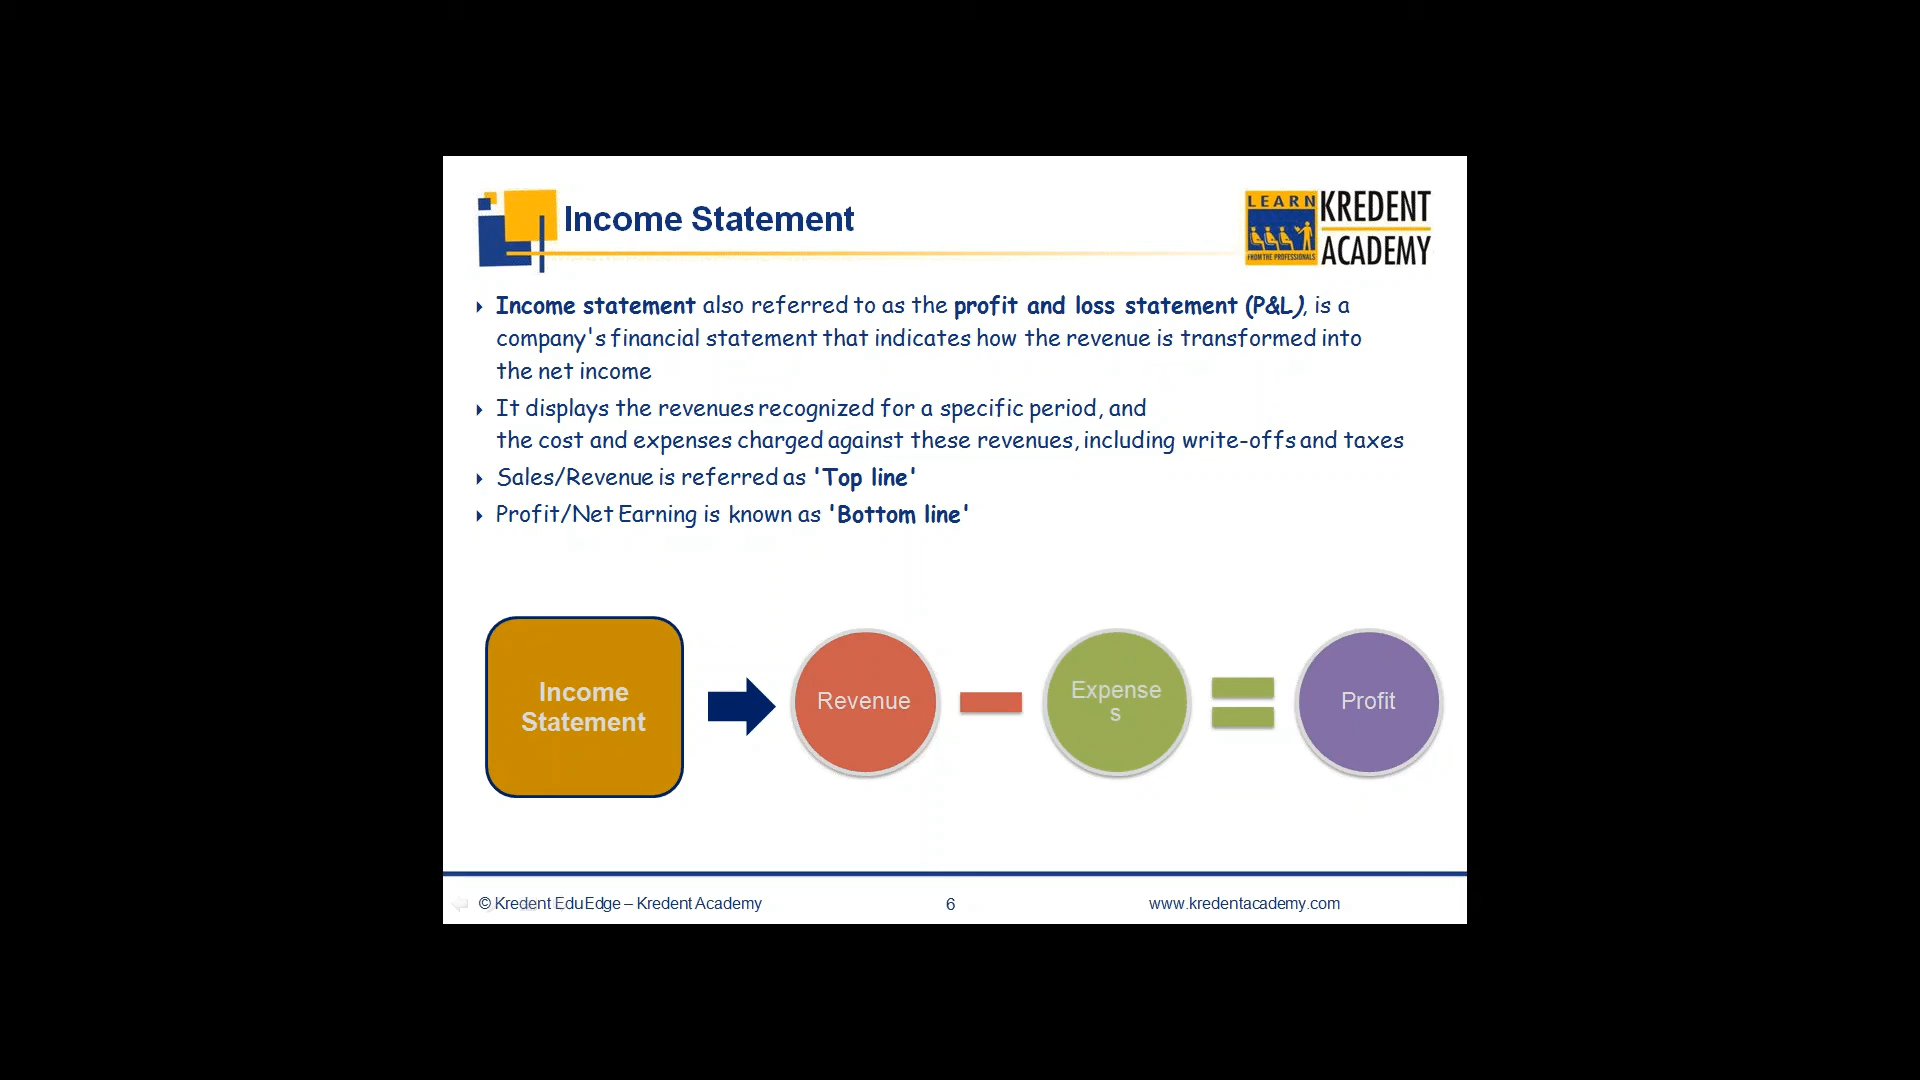 Income Statement
LEARN
FROM THE PROFESSIONALS
KREDENT
ACADEMY
Income statement also referred to as the profit and loss statement (P&L), is a
company's financial statement that indicates how the revenue is transformed into
the net income
It displays the revenues recognized for a specific period, and
the cost and expenses charged against these revenues, including write-offs and taxes
Sales/Revenue is referred as 'Top line'
Profit/Net Earning is known as 'Bottom line'
Income
Statement
Revenue
Expense
s
Profit
© Kredent EduEdge – Kredent Academy
6
www.kredentacademy.com